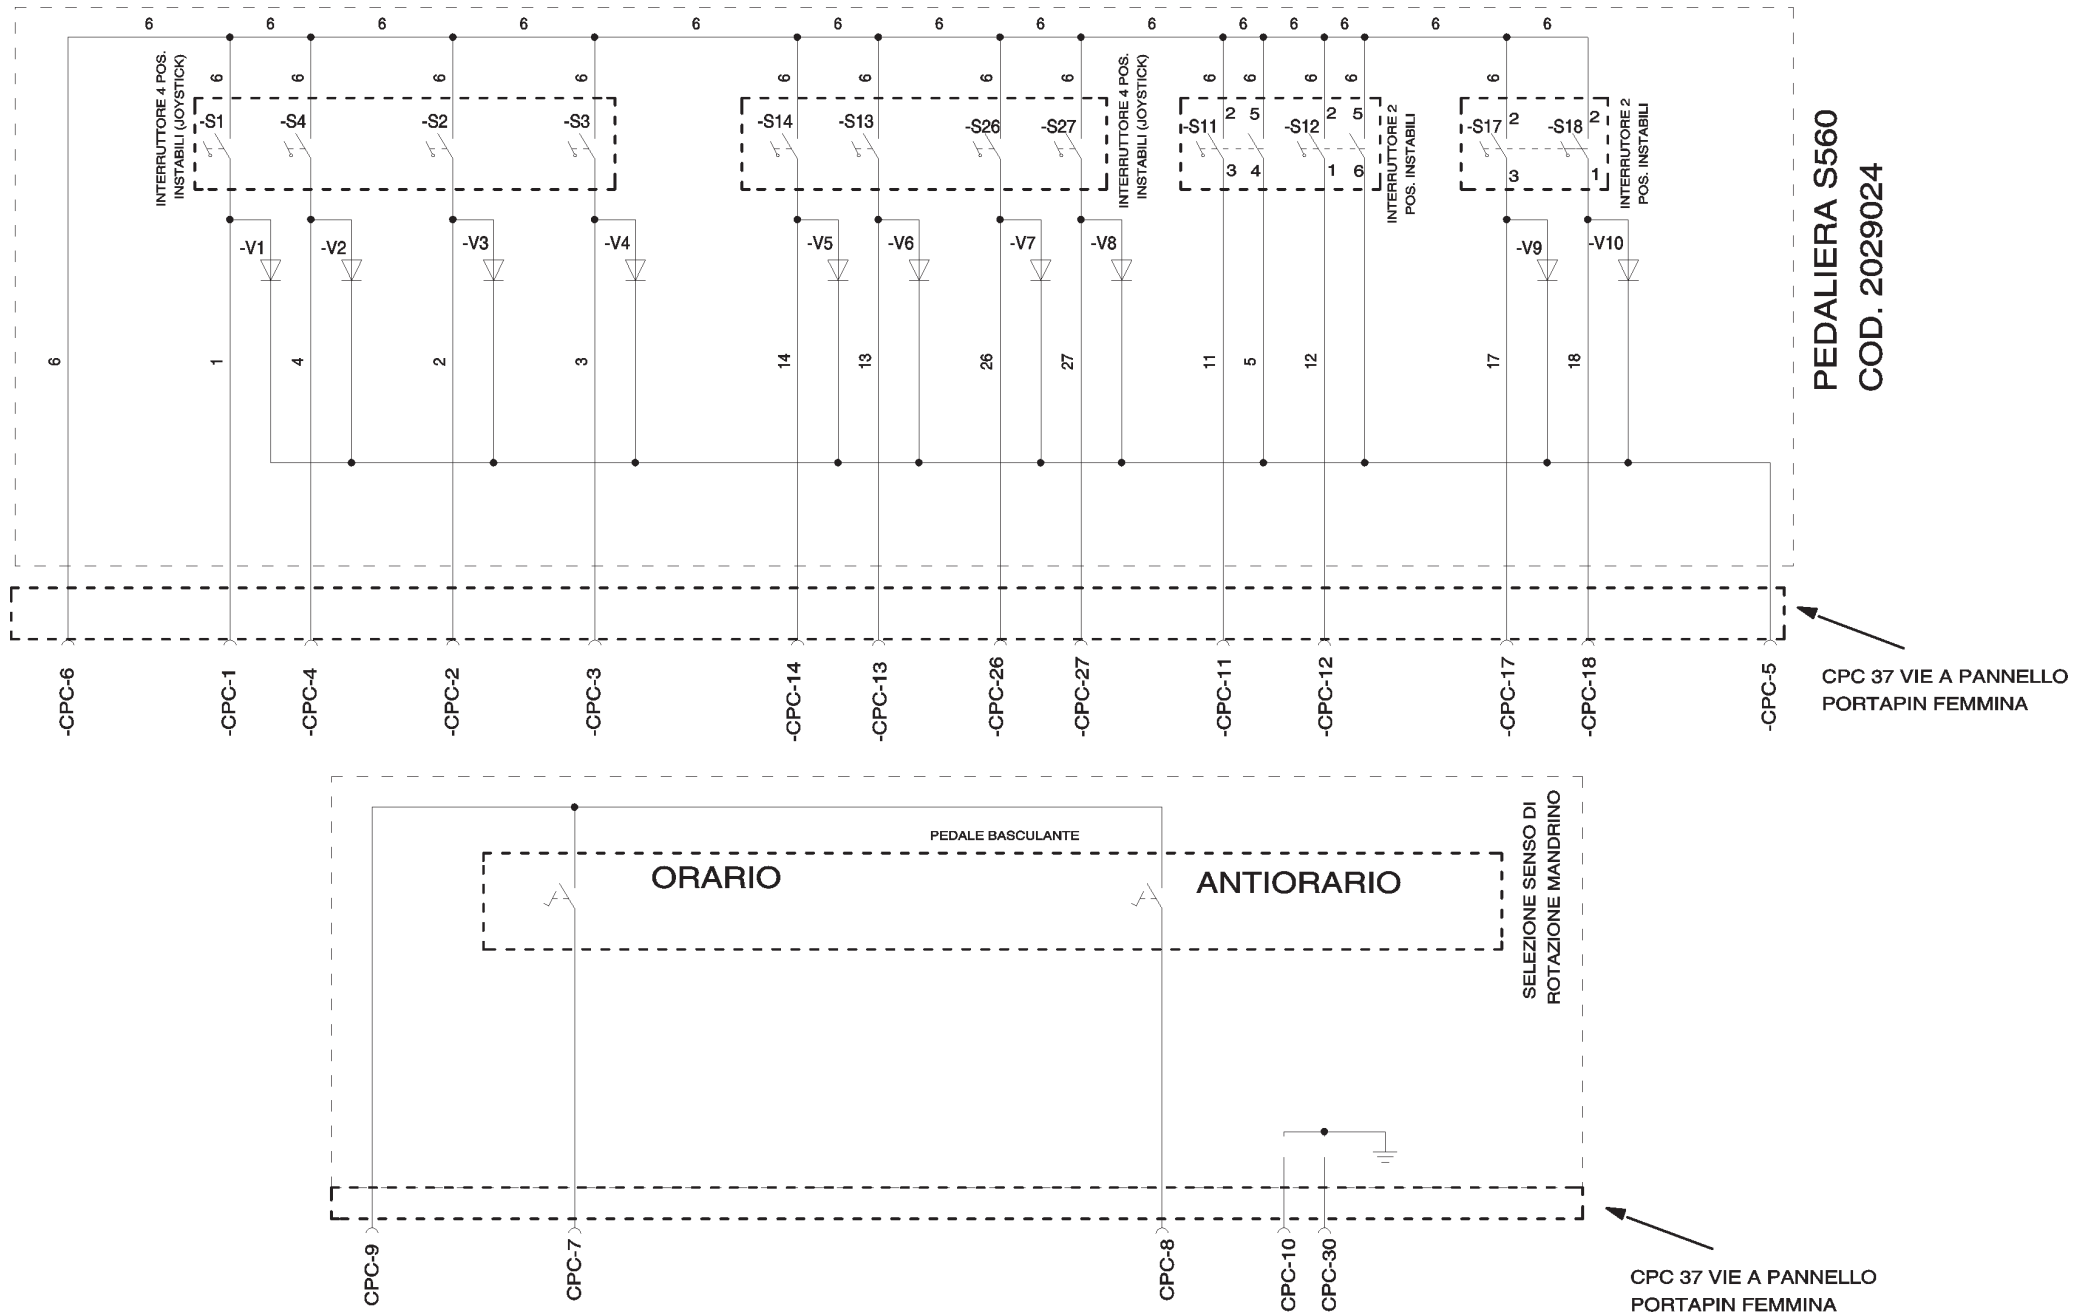 6 6 6 6 6 6 6 6 6 6 6 6 6 6
6 6 6 6 6 6 6 6 6 6 6 6 6
INTERRUTTORE 4 POS.
INSTABILI (JOYSTICK)
-S1 -S4 -S2 -S3
-S14 -S13 -S26 -S27
INTERRUTTORE 4 POS.
INSTABILI (JOYSTICK)
2 5 2 5
-S11 -S12
3 4 1 6
INTERRUTTORE 2
POS. INSTABILI
2 2
-S17 -S18
3 1
INTERRUTORE 2
POS. INSTABILI
-V1 -V2 -V3 -V4 -V5 -V6 -V7 -V8 -V9 -V10
6 1 4 2 3 14 13 26 27 11 5 12 17 18
PEDALIERA S560
COD. 2029024
-CPC-6 -CPC-1 -CPC-4 -CPC-2 -CPC-3 -CPC-14 -CPC-13 -CPC-26 -CPC-27 -CPC-11 -CPC-12 -CPC-17 -CPC-18 -CPC-5
CPC 37 VIE A PANNELLO
PORTAPIN FEMMINA
PEDALE BASCULANTE
ORARIO
ANTIORARIO
SELEZIONE SENSO DI
ROTAZIONE MANDRINO
CPC-9 CPC-7 CPC-8 CPC-10 CPC-30
CPC 37 VIE A PANNELLO
PORTAPIN FEMMINA